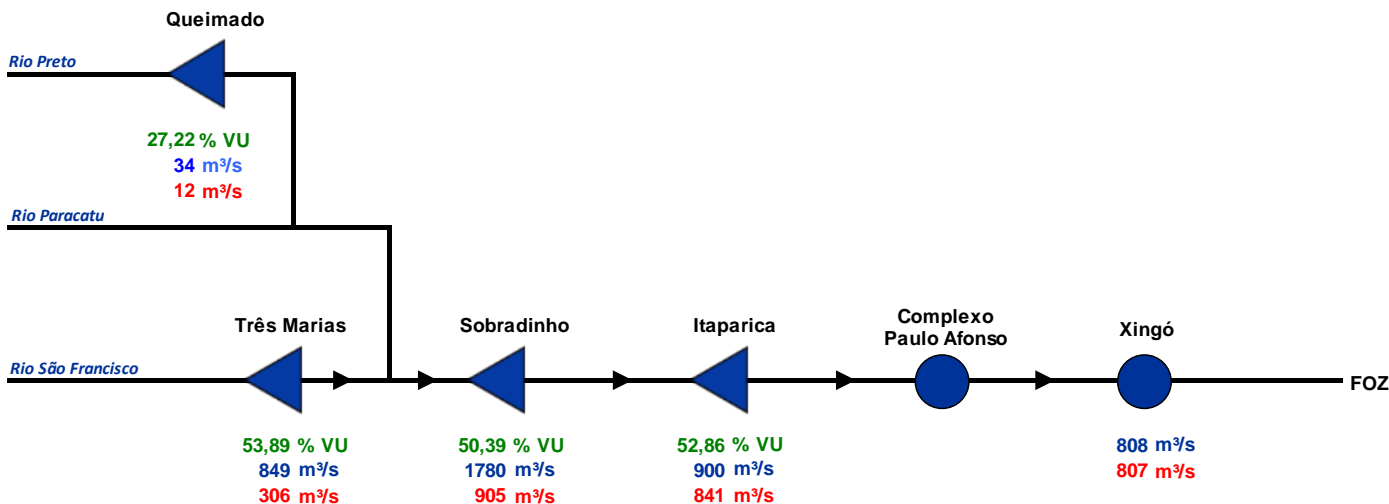 Queimado
Rio Preto
27,22 % VU
34 m³/s
12 m³/s
Rio Paracatu
Três Marias
Sobradinho
Itaparica
Complexo
Paulo Afonso
Xingó
Rio São Francisco
FOZ
53,89 % VU
849 m³/s
306 m³/s
50,39 % VU
1780 m³/s
905 m³/s
52,86 % VU
900 m³/s
841 m³/s
808 m³/s
807 m³/s